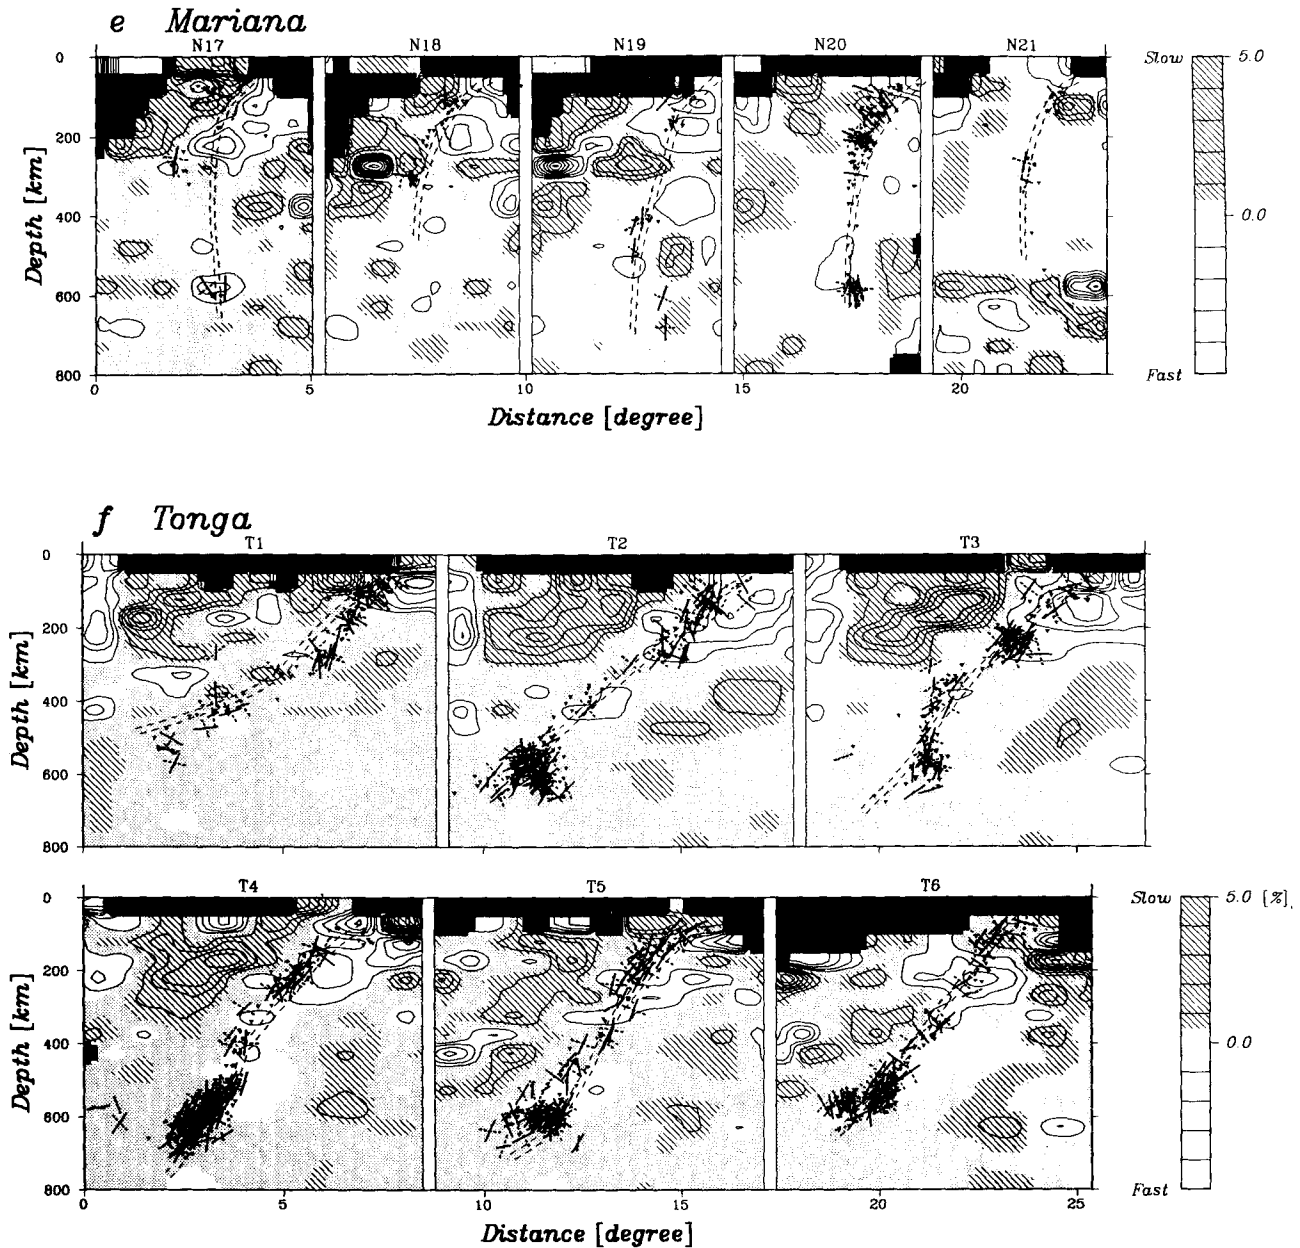 e Mariana
N17 N18 N19 N20 N21
0
200
400
600
800
Depth [km]
0 5 10 15 20
Distance [degree]
Slow 5.0
0.0
Fast
f Tonga
T1 T2 T3
0
200
400
600
800
Depth [km]
T4 T5 T6
0
200
400
600
800
Depth [km]
0 5 10 15 20 25
Distance [degree]
Slow 5.0 [%]
0.0
Fast